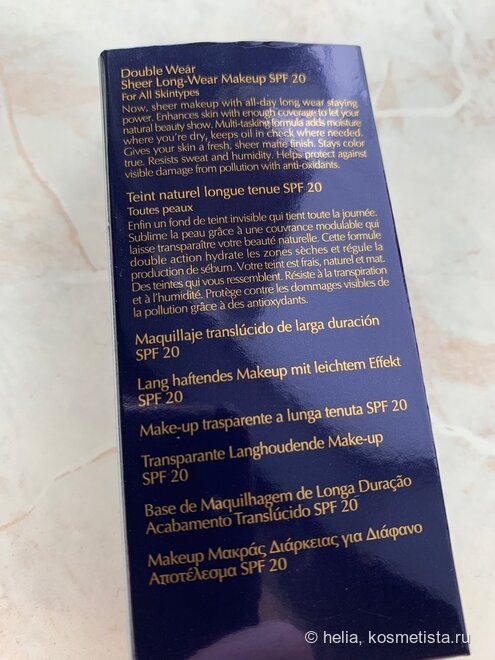 Double Wear
Sheer Long-Wear Makeup SPF 20
For All Skintypes
Now, sheer makeup with all-day long wear staying
power. Enhances skin with enough coverage to let your
natural beauty show. Multi-tasking formula adds moisture
where you're dry, keeps oil in check where needed.
Gives your skin a fresh, sheer matte finish. Stays color
true. Resists sweat and humidity. Helps protect against
visible damage from pollution with anti-oxidants.
Teint naturel longue tenue SPF 20
Toutes peaux
Enfin un fond de teint invisible qui tient toute la journée.
Sublime la peau grâce à une couvrance modulable qui
laisse transparaître votre beauté naturelle. Cette formule
double action hydrate les zones sèches et régule la
production de sébum. Votre teint est frais, naturel et mat.
Des teintes qui vous ressemblent. Résiste à la transpiration
et à l'humidité. Protège contre les dommages visibles de
la pollution grâce à des antioxydants.
Maquillaje translúcido de larga duración
SPF 20
Lang haftendes Makeup mit leichtem Effekt
SPF 20
Make-up trasparente a lunga tenuta SPF 20
Transparante Langhoudende Make-up
SPF 20
Base de Maquilhagem de Longa Duração
Acabamento Translúcido SPF 20
Makeup Μακράς Διάρκειας για Διάφανο
Αποτέλεσμα SPF 20
© helia, kosmetista.ru